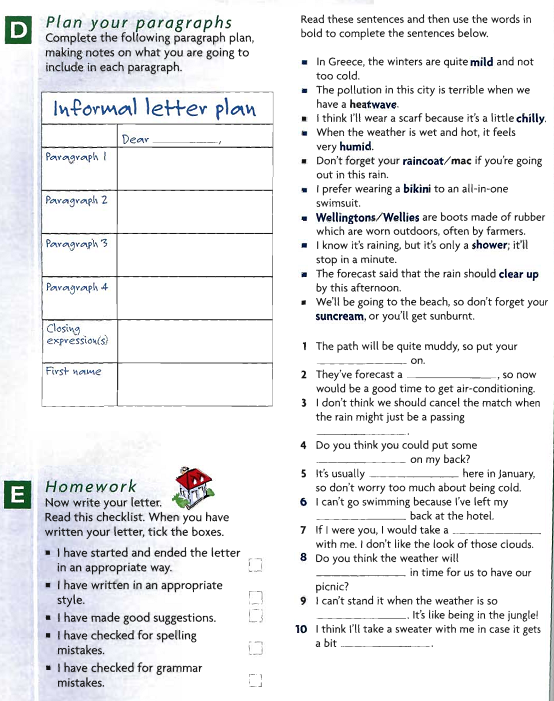 D
Plan your paragraphs
Complete the following paragraph plan,
making notes on what you are going to
include in each paragraph.
Informal letter plan
Dear ____________,
Paragraph 1
Paragraph 2
Paragraph 3
Paragraph 4
Closing
expression(s)
First name
E
Homework
Now write your letter.
Read this checklist. When you have
written your letter, tick the boxes.
▪ I have started and ended the letter
in an appropriate way.
▪ I have written in an appropriate
style.
▪ I have made good suggestions.
▪ I have checked for spelling
mistakes.
▪ I have checked for grammar
mistakes.
Read these sentences and then use the words in
bold to complete the sentences below.
▪ In Greece, the winters are quite mild and not
too cold.
▪ The pollution in this city is terrible when we
have a heatwave.
▪ I think I'll wear a scarf because it's a little chilly.
▪ When the weather is wet and hot, it feels
very humid.
▪ Don't forget your raincoat/mac if you're going
out in this rain.
▪ I prefer wearing a bikini to an all-in-one
swimsuit.
▪ Wellingtons/Wellies are boots made of rubber
which are worn outdoors, often by farmers.
▪ I know it's raining, but it's only a shower; it'll
stop in a minute.
▪ The forecast said that the rain should clear up
by this afternoon.
▪ We'll be going to the beach, so don't forget your
suncream, or you'll get sunburnt.
1 The path will be quite muddy, so put your
________________ on.
2 They've forecast a ________________, so now
would be a good time to get air-conditioning.
3 I don't think we should cancel the match when
the rain might just be a passing
________________.
4 Do you think you could put some
________________ on my back?
5 It's usually ________________ here in January,
so don't worry too much about being cold.
6 I can't go swimming because I've left my
________________ back at the hotel.
7 If I were you, I would take a ________________
with me. I don't like the look of those clouds.
8 Do you think the weather will
________________ in time for us to have our
picnic?
9 I can't stand it when the weather is so
________________. It's like being in the jungle!
10 I think I'll take a sweater with me in case it gets
a bit ________________.